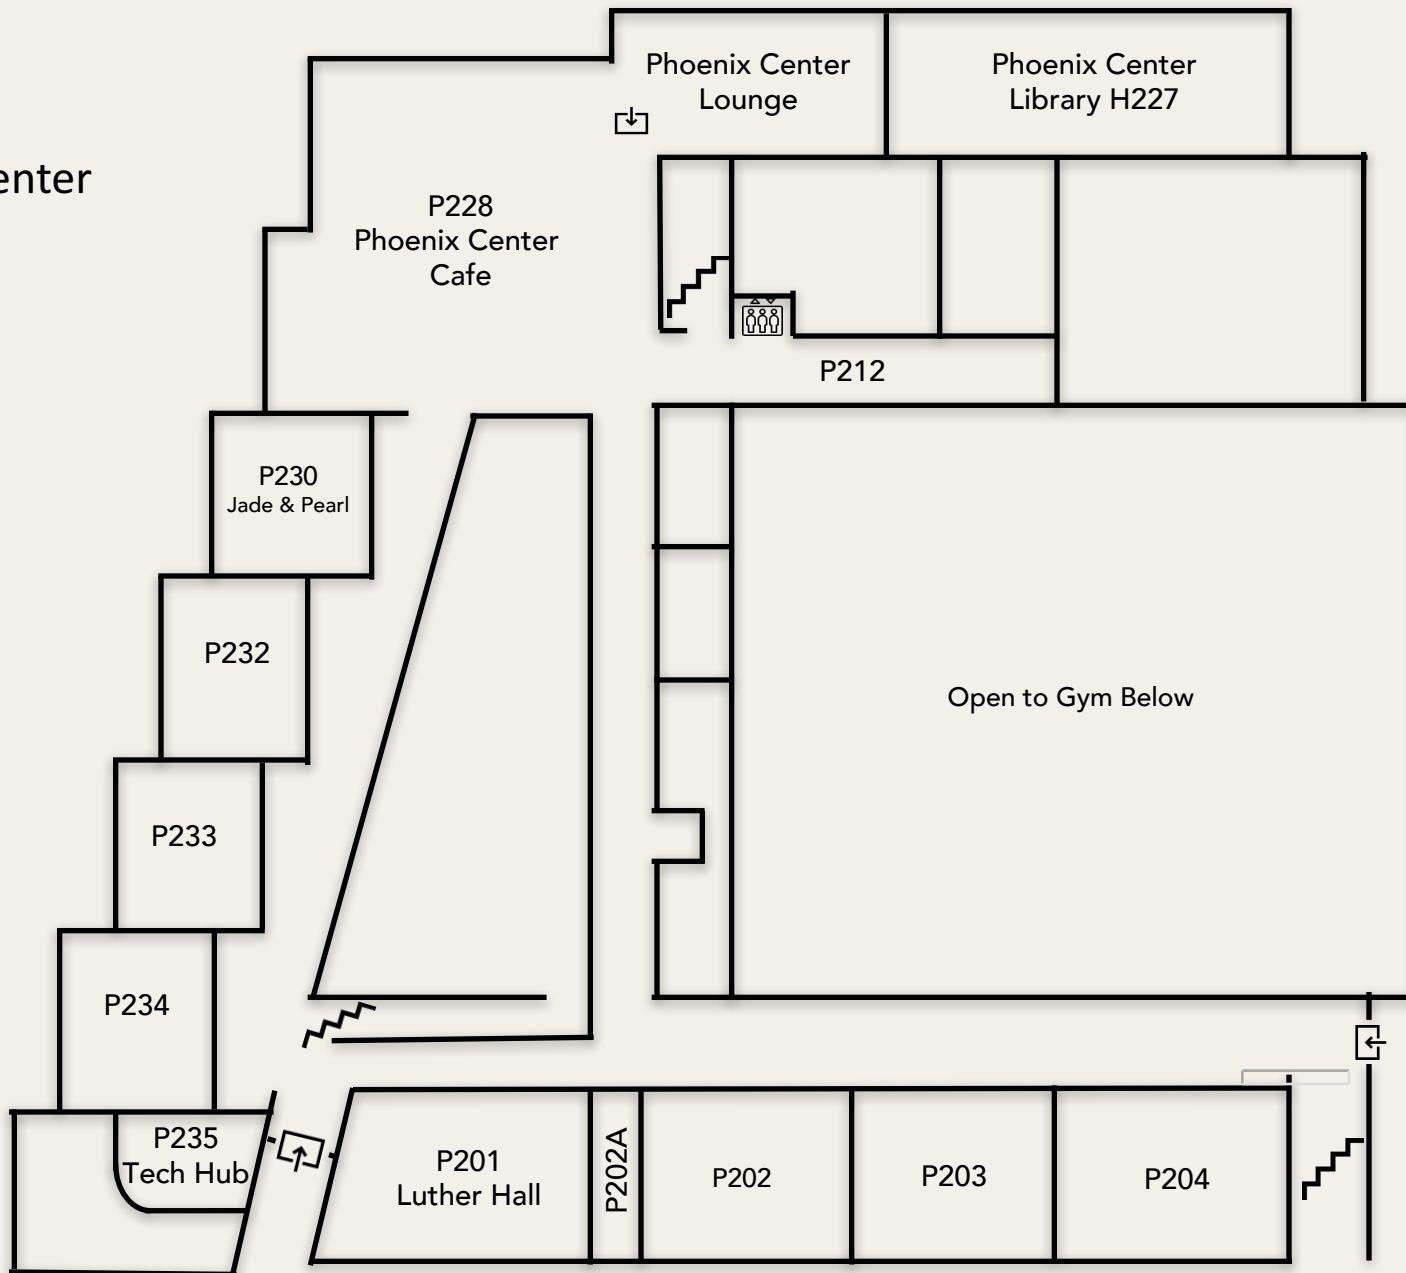 Phoenix Center
Lounge
Phoenix Center
Library H227
enter
P228
Phoenix Center
Cafe
P212
P230
Jade & Pearl
P232
Open to Gym Below
P233
P234
P235
Tech Hub
P201
Luther Hall
P202A
P202
P203
P204